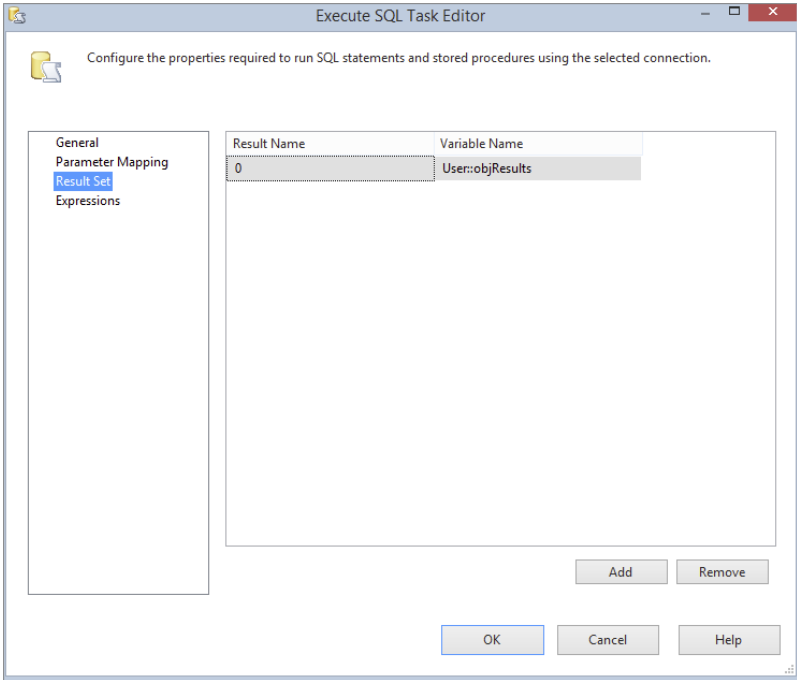 Execute SQL Task Editor
Configure the properties required to run SQL statements and stored procedures using the selected connection.
General
Parameter Mapping
Result Set
Expressions
Result Name Variable Name
0 User::objResults
Add Remove
OK Cancel Help